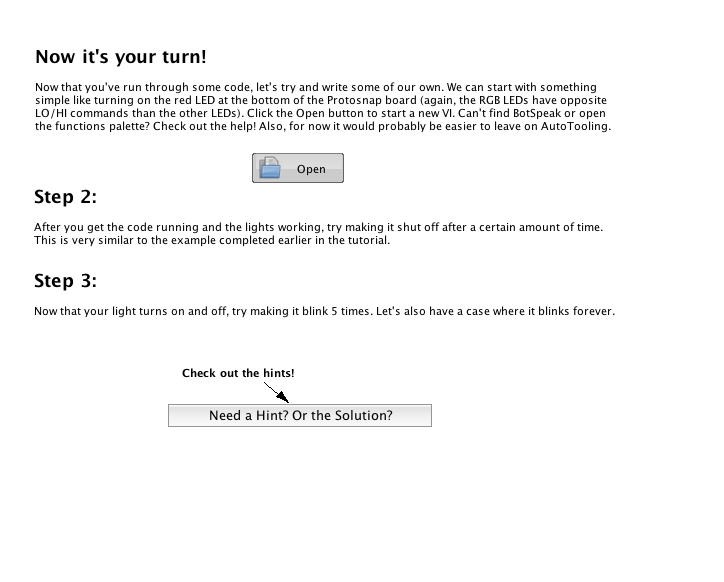 Now it's your turn!
Now that you've run through some code, let's try and write some of our own. We can start with something
simple like turning on the red LED at the bottom of the Protosnap board (again, the RGB LEDs have opposite
LO/HI commands than the other LEDs). Click the Open button to start a new VI. Can't find BotSpeak or open
the functions palette? Check out the help! Also, for now it would probably be easier to leave on AutoTooling.
Open
Step 2:
After you get the code running and the lights working, try making it shut off after a certain amount of time.
This is very similar to the example completed earlier in the tutorial.
Step 3:
Now that your light turns on and off, try making it blink 5 times. Let's also have a case where it blinks forever.
Check out the hints!
Need a Hint? Or the Solution?